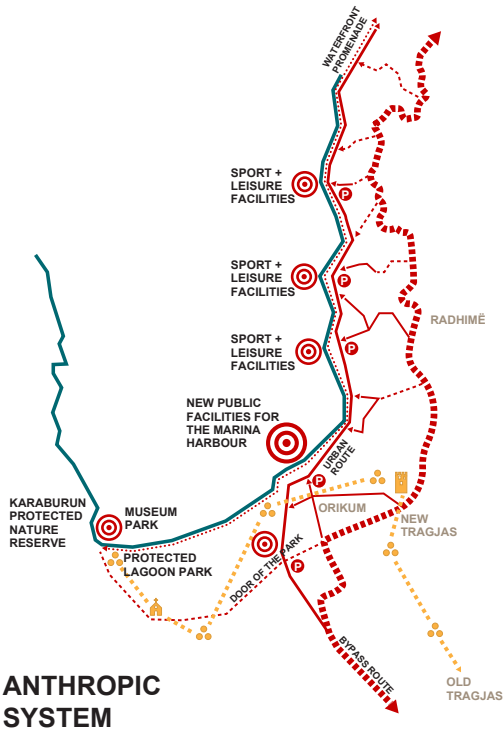 WATERFRONT
PROMENADE
SPORT +
LEISURE
FACILITIES
P
SPORT +
LEISURE
FACILITIES
P
RADHIMË
SPORT +
LEISURE
FACILITIES
P
NEW PUBLIC
FACILITIES FOR
THE MARINA
HARBOUR
URBAN
ROUTE
P
ORIKUM
KARABURUN
PROTECTED
NATURE
RESERVE
MUSEUM
PARK
NEW
TRAGJAS
PROTECTED
LAGOON PARK
DOOR OF THE PARK
P
BYPASS ROUTE
OLD
TRAGJAS
ANTHROPIC
SYSTEM